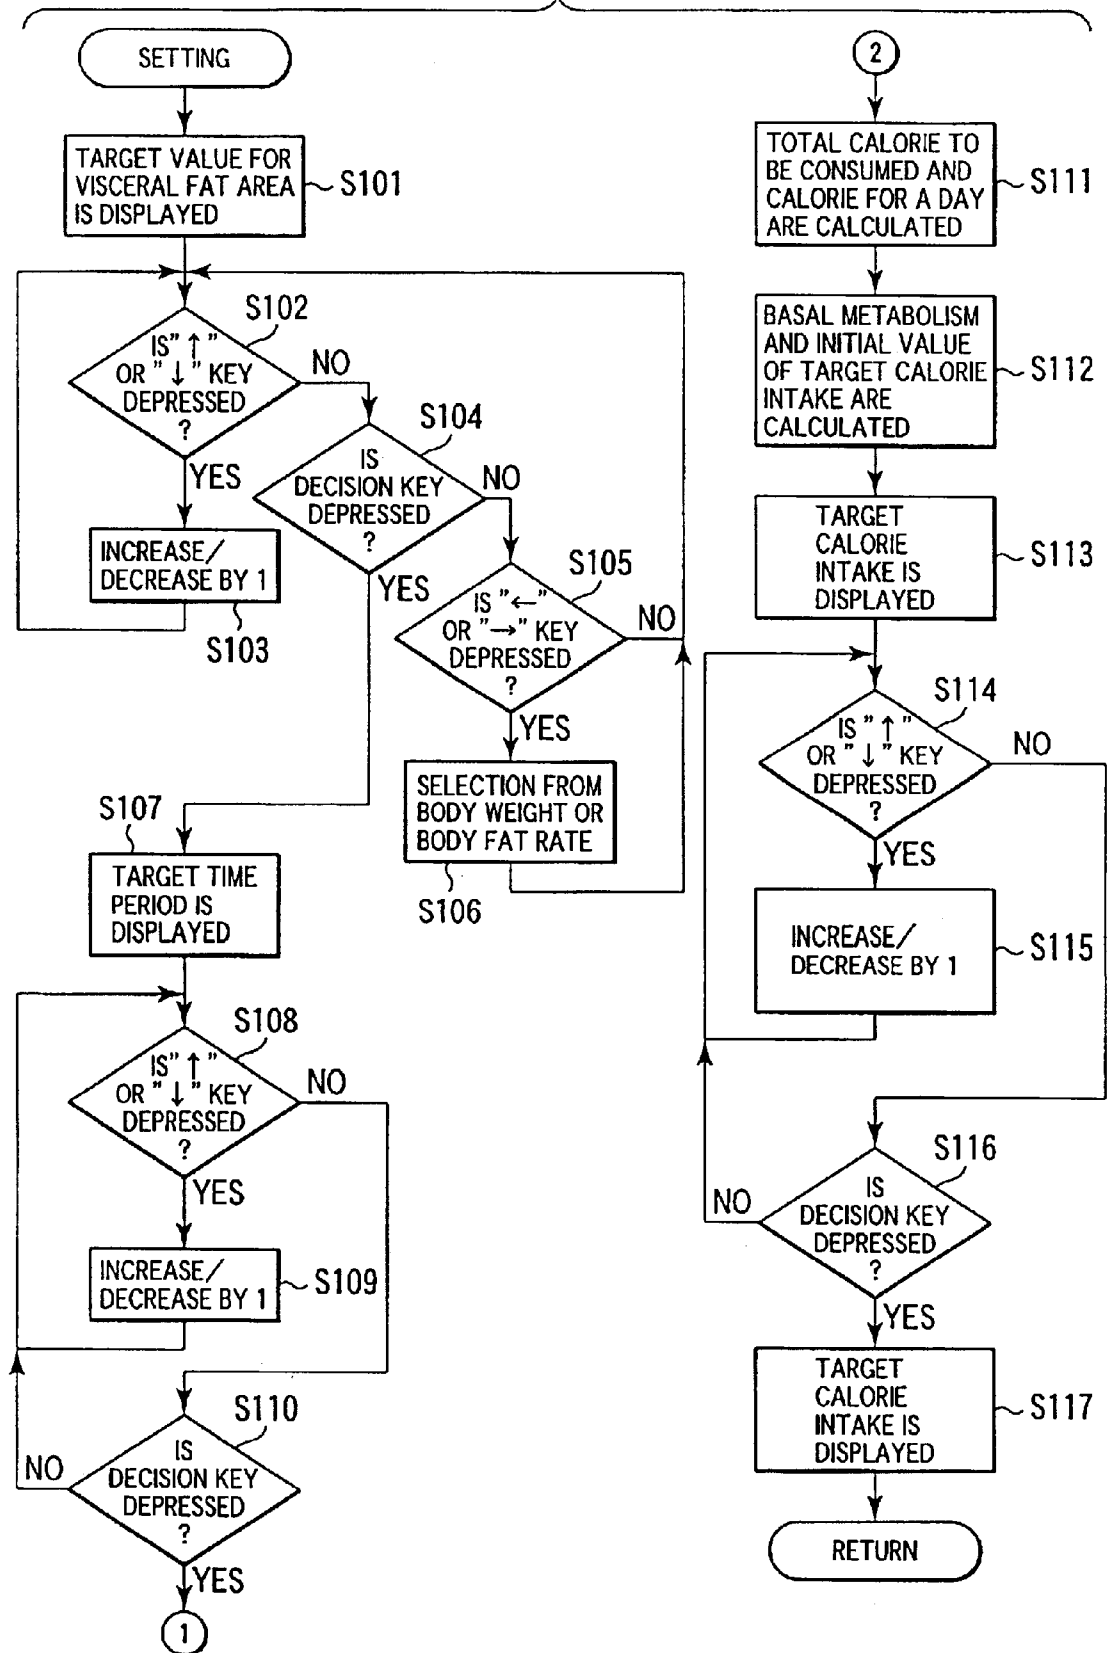 SETTING
TARGET VALUE FOR
VISCERAL FAT AREA
IS DISPLAYED
S101
S102
IS"↑"
OR "↓" KEY
DEPRESSED
?
NO
YES
INCREASE/
DECREASE BY 1
S103
S104
IS
DECISION KEY
DEPRESSED
?
NO
YES
S105
IS "←"
OR "→" KEY
DEPRESSED
?
NO
YES
SELECTION FROM
BODY WEIGHT OR
BODY FAT RATE
S106
S107
TARGET TIME
PERIOD IS
DISPLAYED
S108
IS"↑"
OR "↓" KEY
DEPRESSED
?
NO
YES
INCREASE/
DECREASE BY 1
S109
S110
IS
DECISION KEY
DEPRESSED
?
NO
YES
1
2
TOTAL CALORIE TO
BE CONSUMED AND
CALORIE FOR A DAY
ARE CALCULATED
S111
BASAL METABOLISM
AND INITIAL VALUE
OF TARGET CALORIE
INTAKE ARE
CALCULATED
S112
TARGET
CALORIE
INTAKE IS
DISPLAYED
S113
S114
IS "↑"
OR "↓" KEY
DEPRESSED
?
NO
YES
INCREASE/
DECREASE BY 1
S115
S116
IS
DECISION KEY
DEPRESSED
?
NO
YES
TARGET
CALORIE
INTAKE IS
DISPLAYED
S117
RETURN